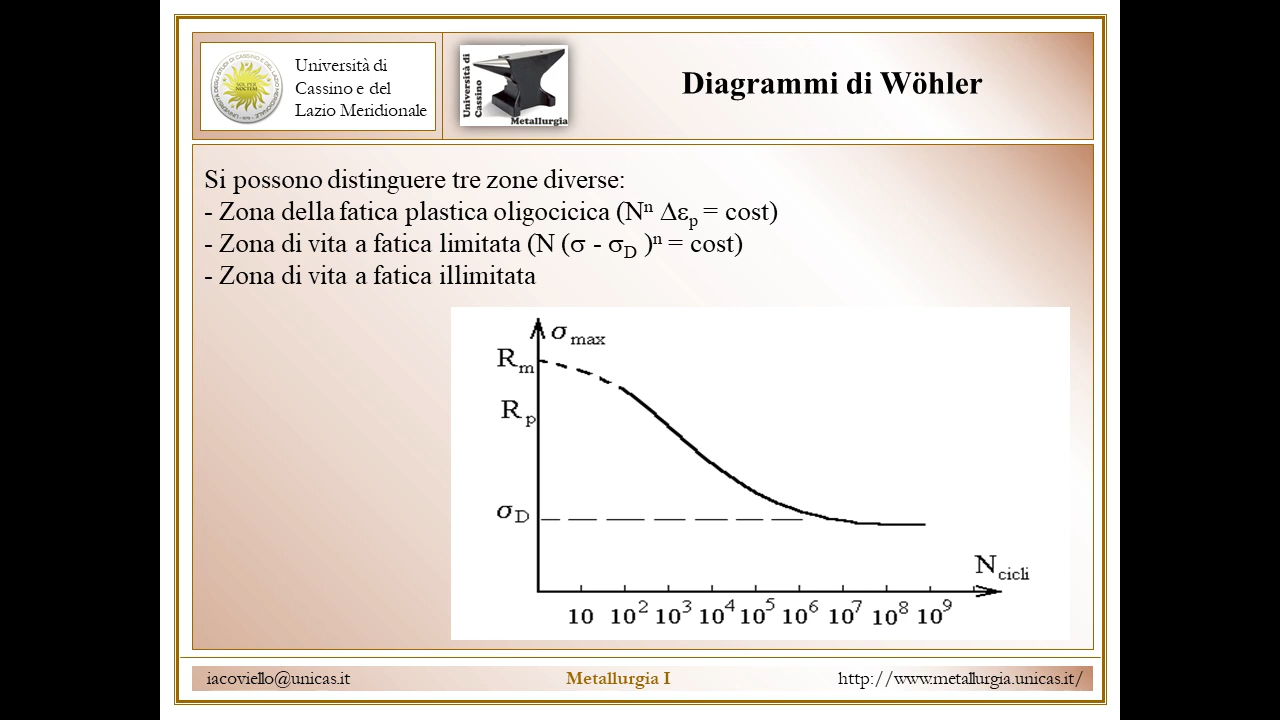 Università di
Cassino e del
Lazio Meridionale
Università di
Cassino
Metallurgia
Diagrammi di Wöhler
Si possono distinguere tre zone diverse:
- Zona della fatica plastica oligocicica (Nⁿ Δεₚ = cost)
- Zona di vita a fatica limitata (N (σ - σD )ⁿ = cost)
- Zona di vita a fatica illimitata
σ max
Rm
Rp
σD
N cicli
10 10² 10³ 10⁴ 10⁵ 10⁶ 10⁷ 10⁸ 10⁹
iacoviello@unicas.it
Metallurgia I
http://www.metallurgia.unicas.it/